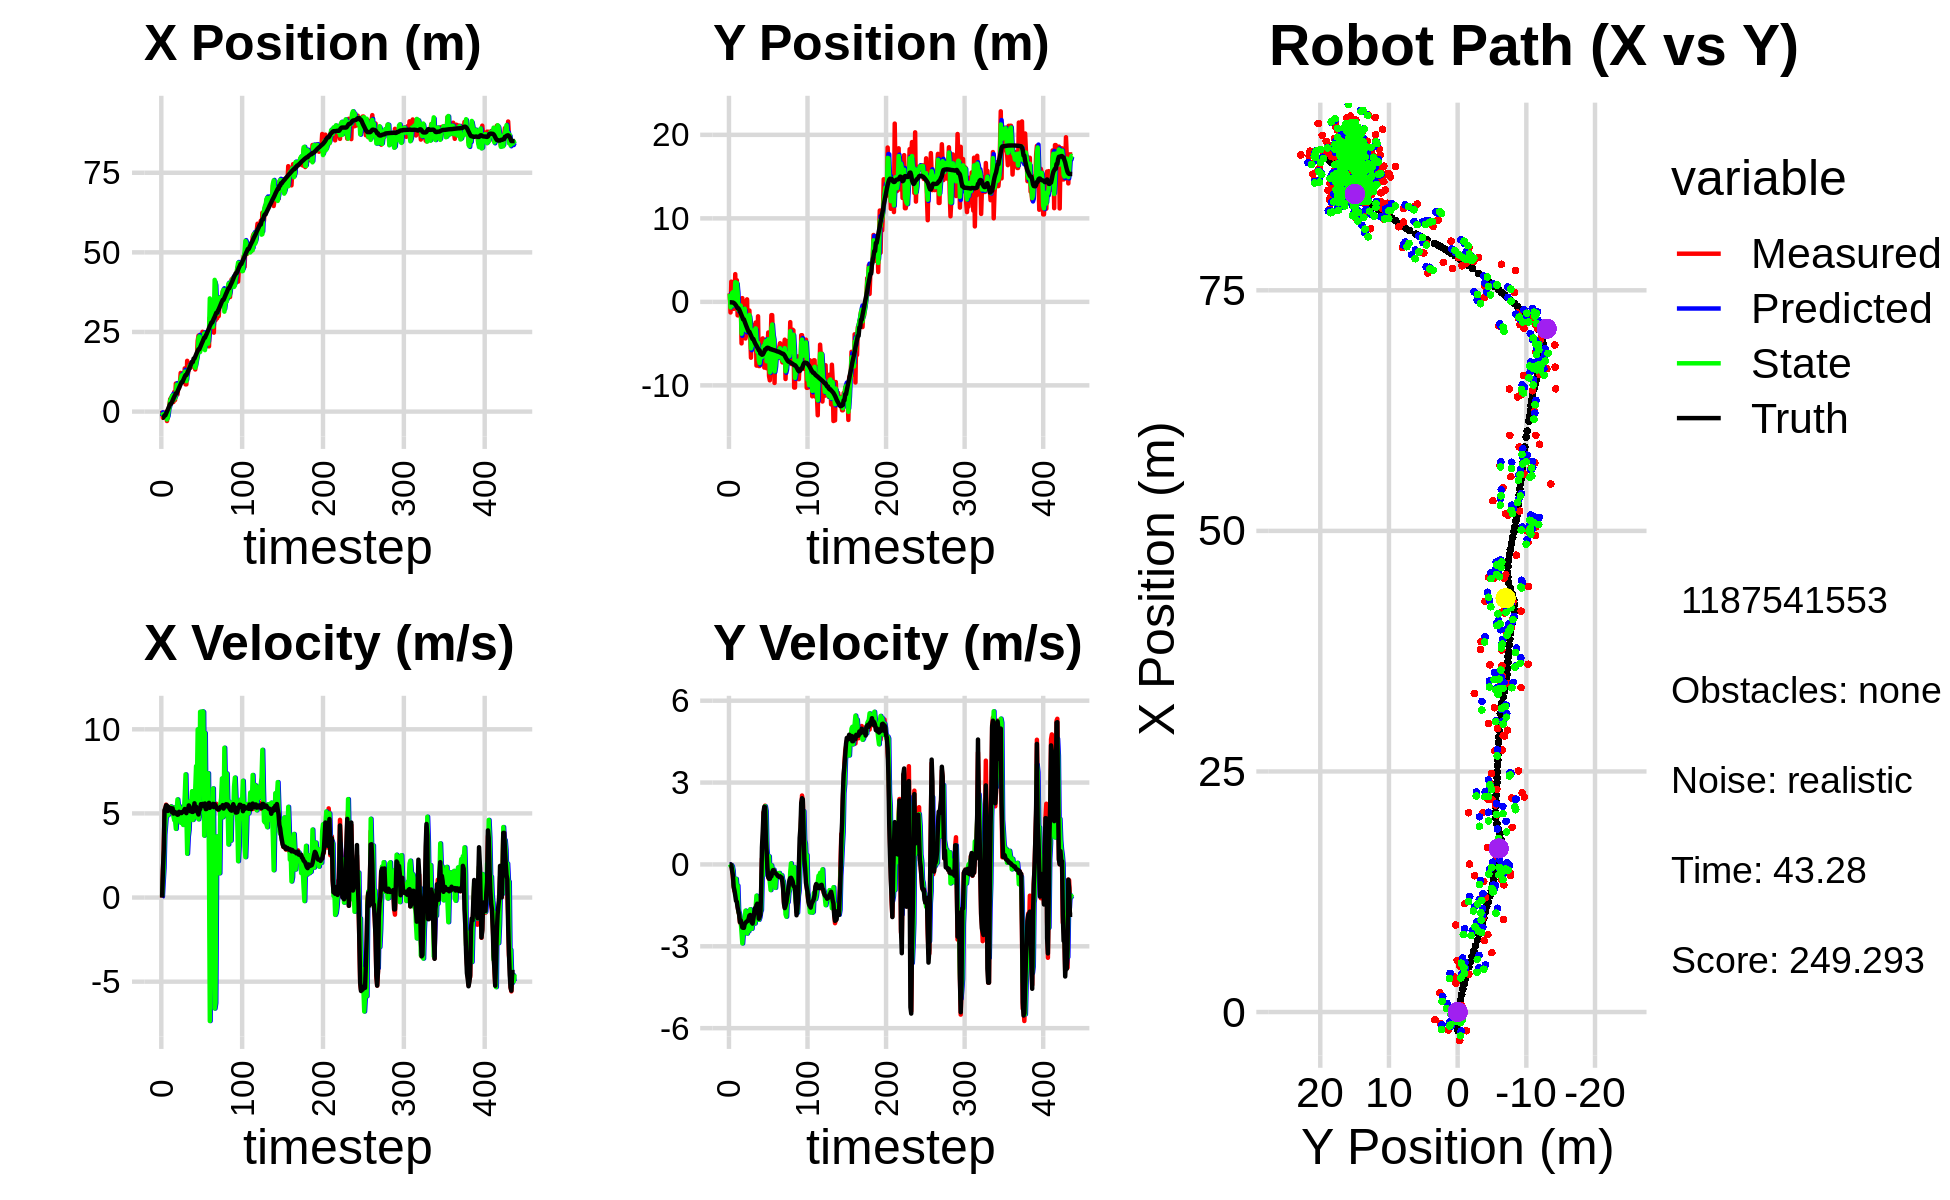 X Position (m)
75
50
25
0
0
100
200
300
400
timestep
Y Position (m)
20
10
0
-10
0
100
200
300
400
timestep
X Velocity (m/s)
10
5
0
-5
0
100
200
300
400
timestep
Y Velocity (m/s)
6
3
0
-3
-6
0
100
200
300
400
timestep
Robot Path (X vs Y)
X Position (m)
75
50
25
0
20 10 0 -10 -20
Y Position (m)
variable
Measured
Predicted
State
Truth
1187541553
Obstacles: none
Noise: realistic
Time: 43.28
Score: 249.293